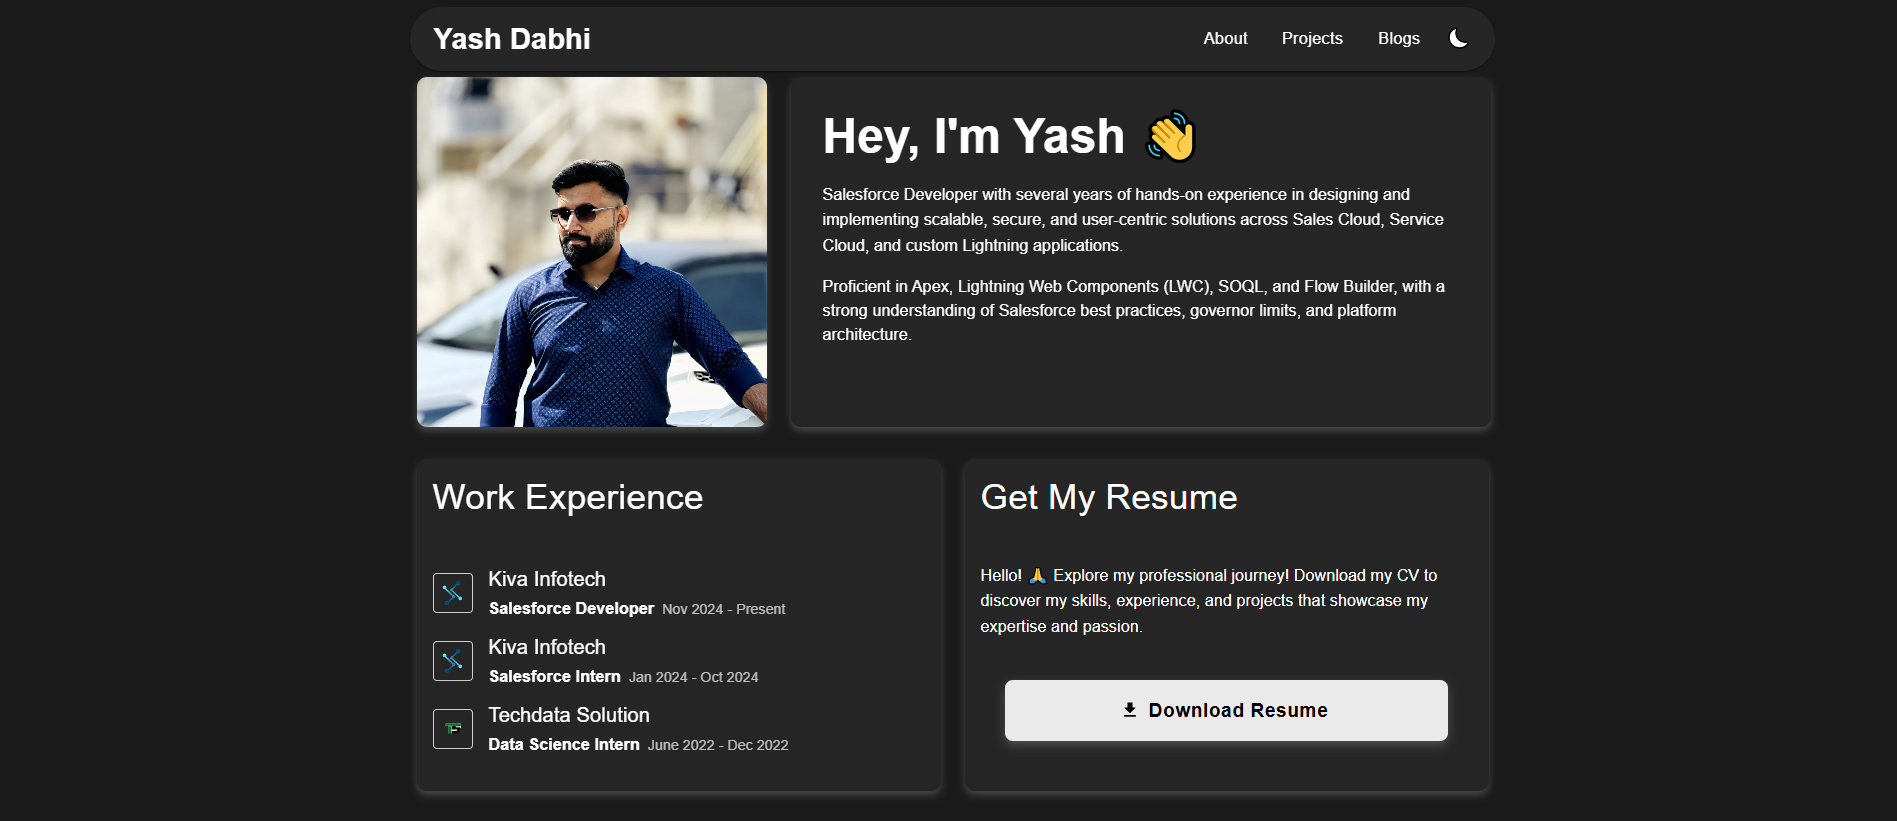 Yash Dabhi
About Projects Blogs
Hey, I'm Yash 👋
Salesforce Developer with several years of hands-on experience in designing and
implementing scalable, secure, and user-centric solutions across Sales Cloud, Service
Cloud, and custom Lightning applications.
Proficient in Apex, Lightning Web Components (LWC), SOQL, and Flow Builder, with a
strong understanding of Salesforce best practices, governor limits, and platform
architecture.
Work Experience
Kiva Infotech
Salesforce Developer Nov 2024 - Present
Kiva Infotech
Salesforce Intern Jan 2024 - Oct 2024
TS
Techdata Solution
Data Science Intern June 2022 - Dec 2022
Get My Resume
Hello! 🙏 Explore my professional journey! Download my CV to
discover my skills, experience, and projects that showcase my
expertise and passion.
Download Resume